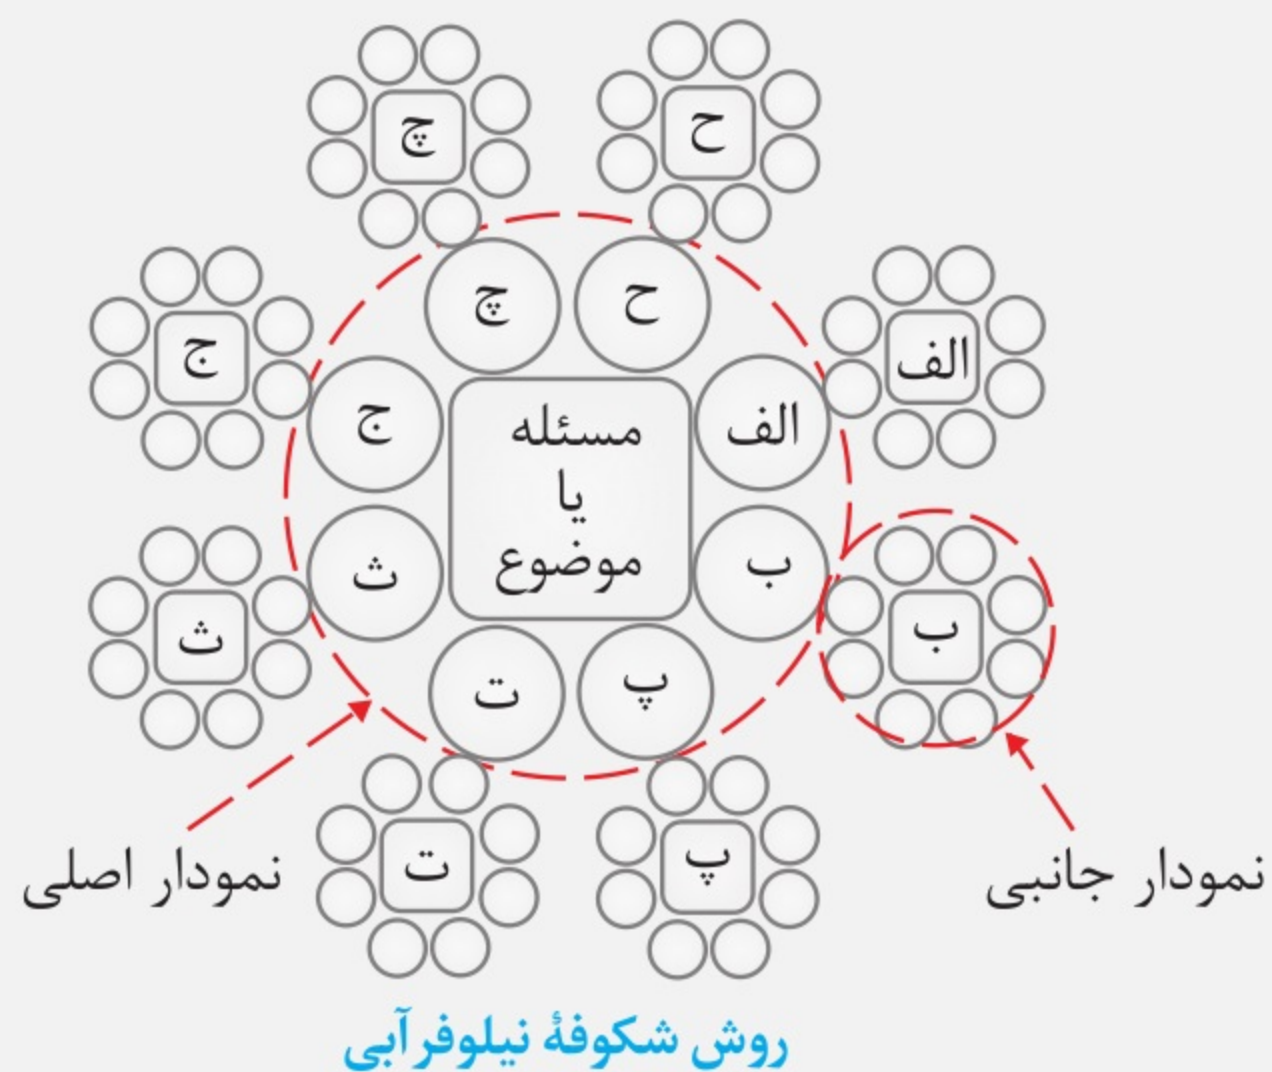 چ
ح
چ
ح
ج
الف
ج
الف
مسئله
یا
موضوع
ث
ب
ث
ب
ت
پ
ت
پ
نمودار اصلی
نمودار جانبی
روش شکوفهٔ نیلوفرآبی